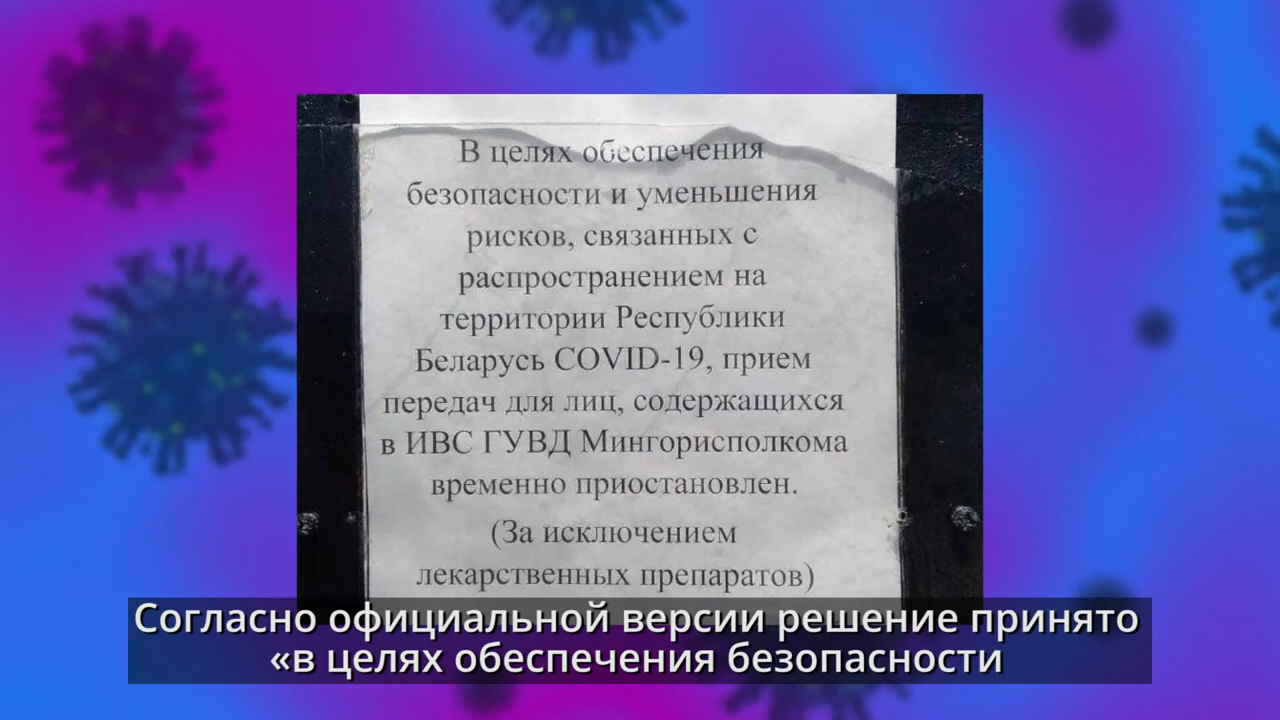 В целях обеспечения
безопасности и уменьшения
рисков, связанных с
распространением на
территории Республики
Беларусь COVID-19, прием
передач для лиц, содержащихся
в ИВС ГУВД Мингорисполкома
временно приостановлен.
(За исключением
лекарственных препаратов)
Согласно официальной версии решение принято
«в целях обеспечения безопасности